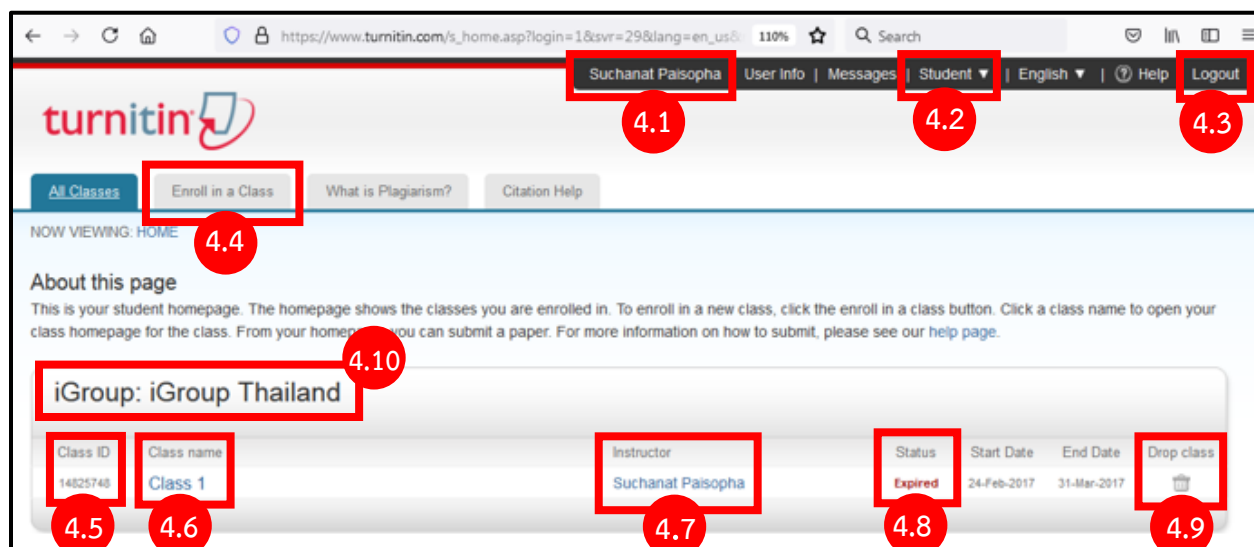 https://www.turnitin.com/s_home.asp?login=1&svr=29&lang=en_us& 110% Search
Suchanat Paisopha User Info | Messages | Student ▼ | English ▼ | ? Help Logout
4.1 4.2 4.3
turnitin
All Classes Enroll in a Class What is Plagiarism? Citation Help
NOW VIEWING: HOME
4.4
About this page
This is your student homepage. The homepage shows the classes you are enrolled in. To enroll in a new class, click the enroll in a class button. Click a class name to open your
class homepage for the class. From your homepage you can submit a paper. For more information on how to submit, please see our help page.
4.10
iGroup: iGroup Thailand
Class ID Class name Instructor Status Start Date End Date Drop class
14825748 Class 1 Suchanat Paisopha Expired 24-Feb-2017 31-Mar-2017
4.5 4.6 4.7 4.8 4.9